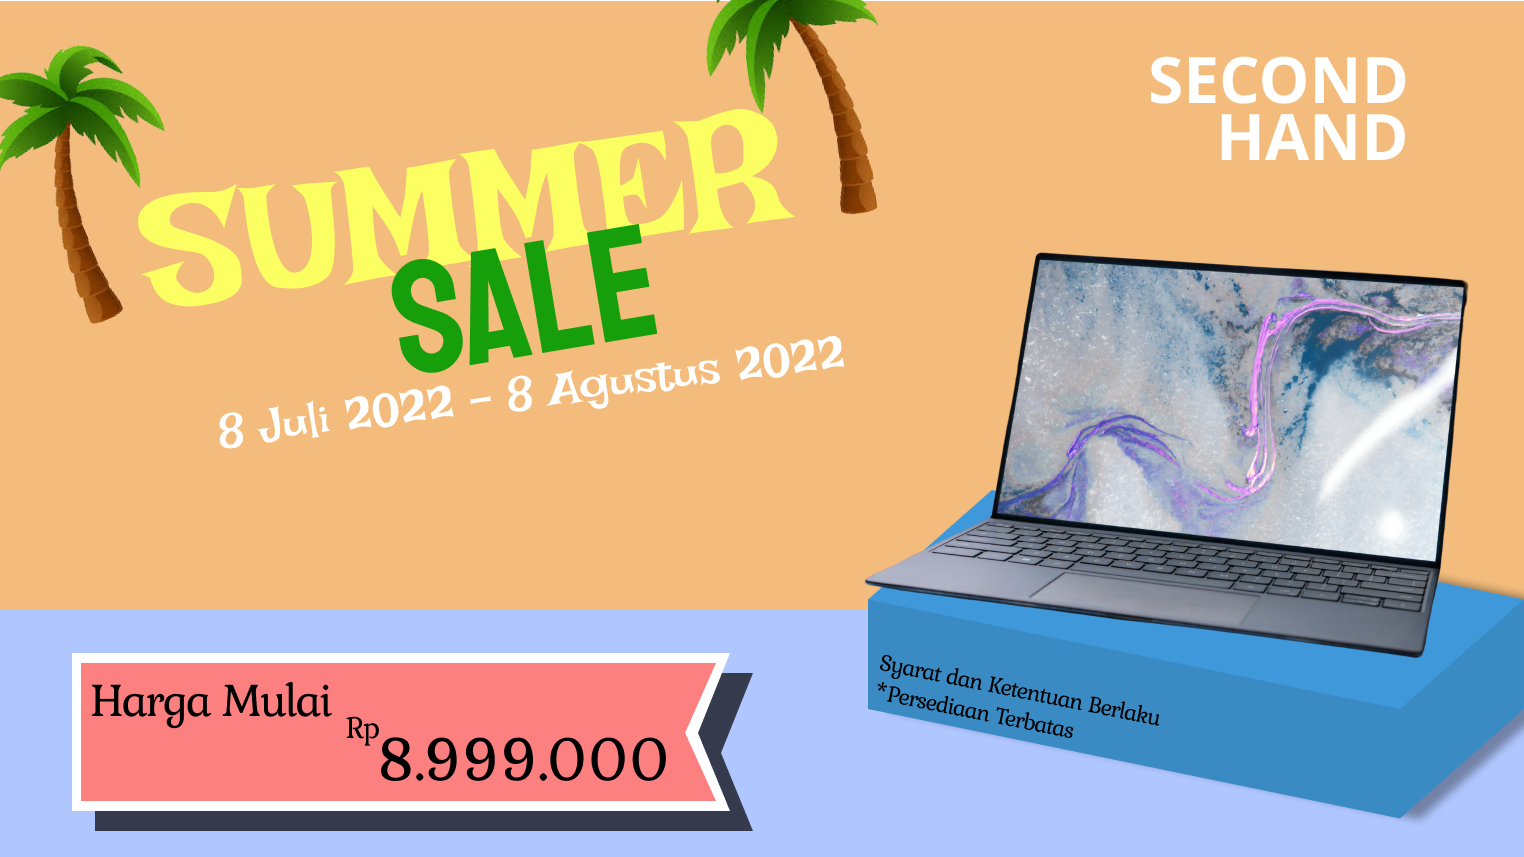 SECOND
HAND
SUMMER
SALE
8 Juli 2022 - 8 Agustus 2022
Harga Mulai
Rp
8.999.000
Syarat dan Ketentuan Berlaku
*Persediaan Terbatas